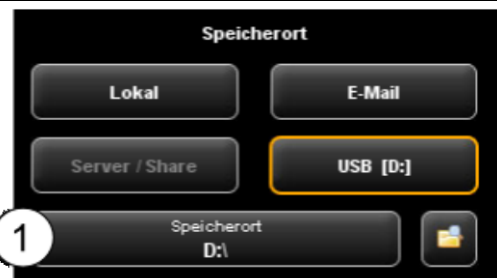 Speicherort
Lokal
E-Mail
Server / Share
USB [D:]
1
Speicherort
D:\